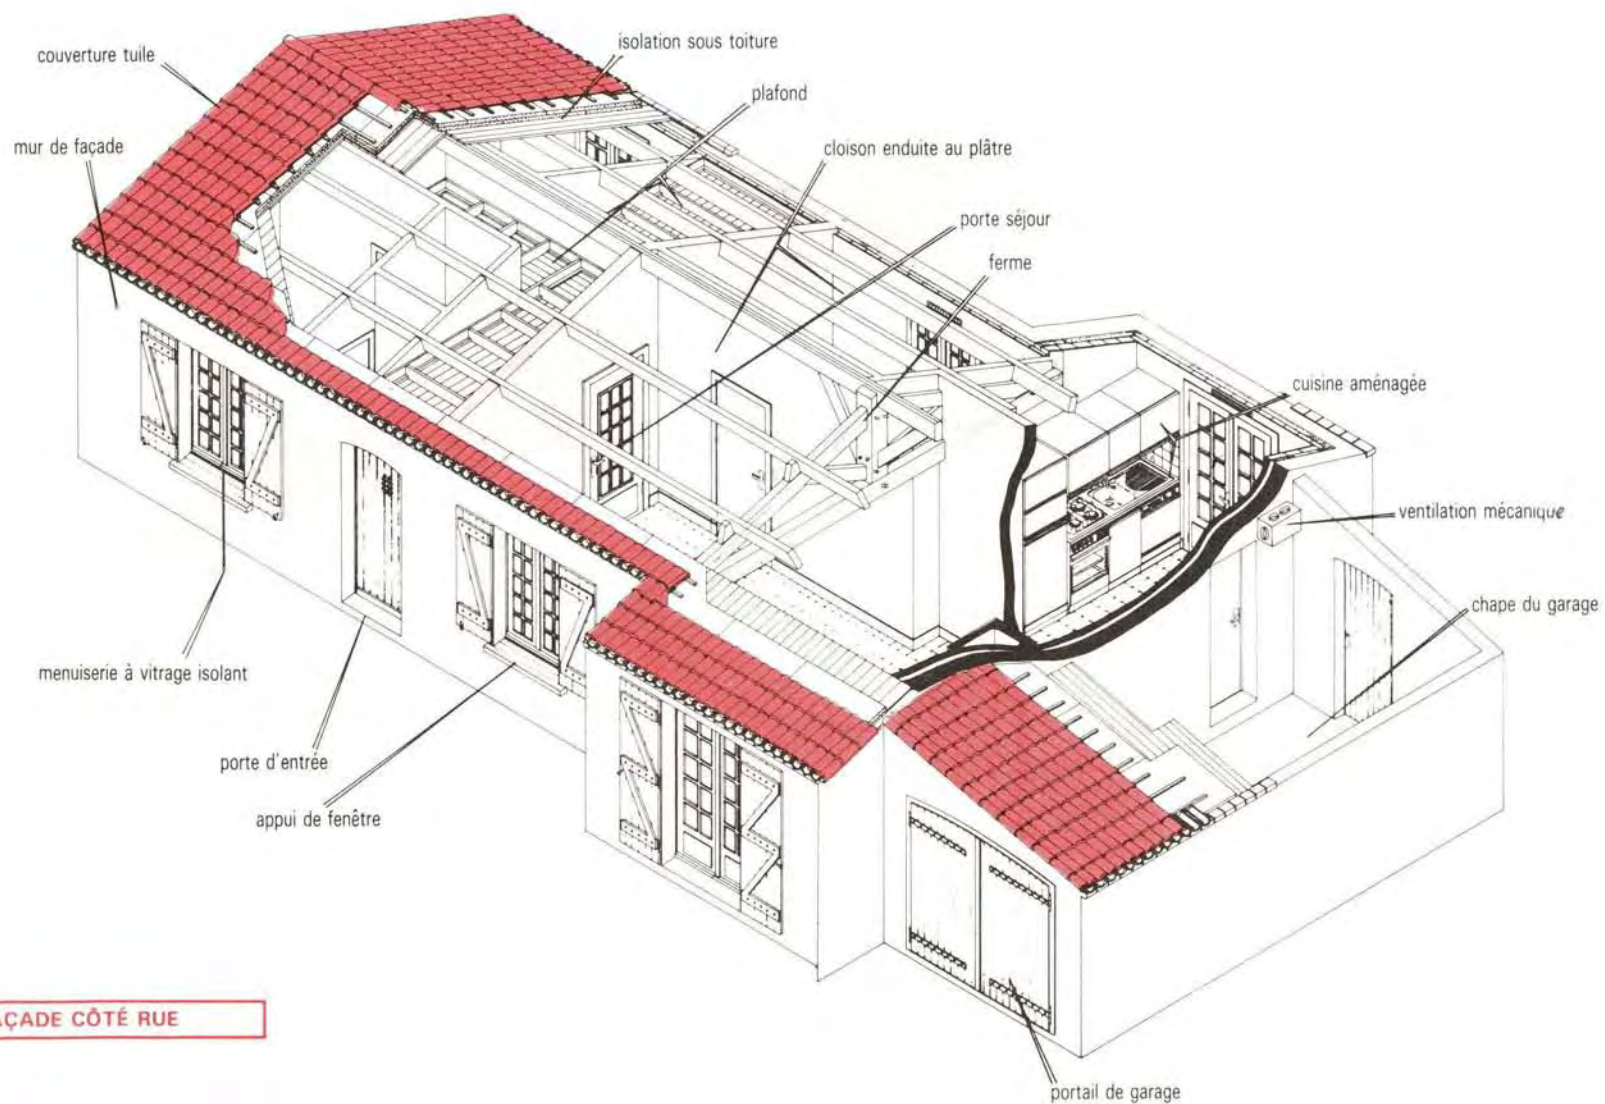 couverture tuile
isolation sous toiture
plafond
mur de façade
cloison enduite au plâtre
porte séjour
ferme
cuisine aménagée
ventilation mécanique
chape du garage
menuiserie à vitrage isolant
porte d'entrée
appui de fenêtre
AÇADE CÔTÉ RUE
portail de garage